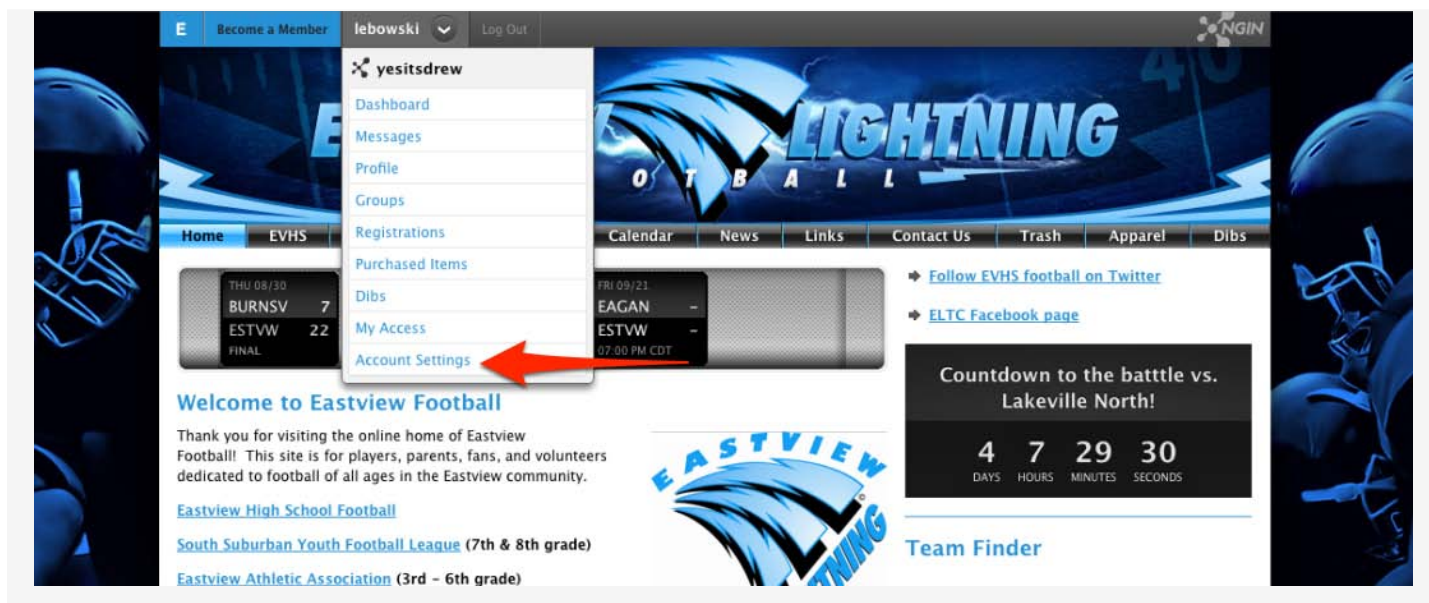 E Become a Member lebowski Log Out NGIN
yesitsdrew
Dashboard
Messages
Profile
Groups
Registrations
Purchased Items
Dibs
My Access
Account Settings
40
E LIGHTNING
O T B A L L
Home EVHS Calendar News Links Contact Us Trash Apparel Dibs
THU 08/30
BURNSV 7
ESTVW 22
FINAL
FRI 09/21
EAGAN –
ESTVW –
07:00 PM CDT
Follow EVHS football on Twitter
ELTC Facebook page
Countdown to the batttle vs.
Lakeville North!
4 7 29 30
DAYS HOURS MINUTES SECONDS
Welcome to Eastview Football
Thank you for visiting the online home of Eastview
Football! This site is for players, parents, fans, and volunteers
dedicated to football of all ages in the Eastview community.
Eastview High School Football
South Suburban Youth Football League (7th & 8th grade)
Eastview Athletic Association (3rd – 6th grade)
EASTVIEW
LIGHTNING
Team Finder